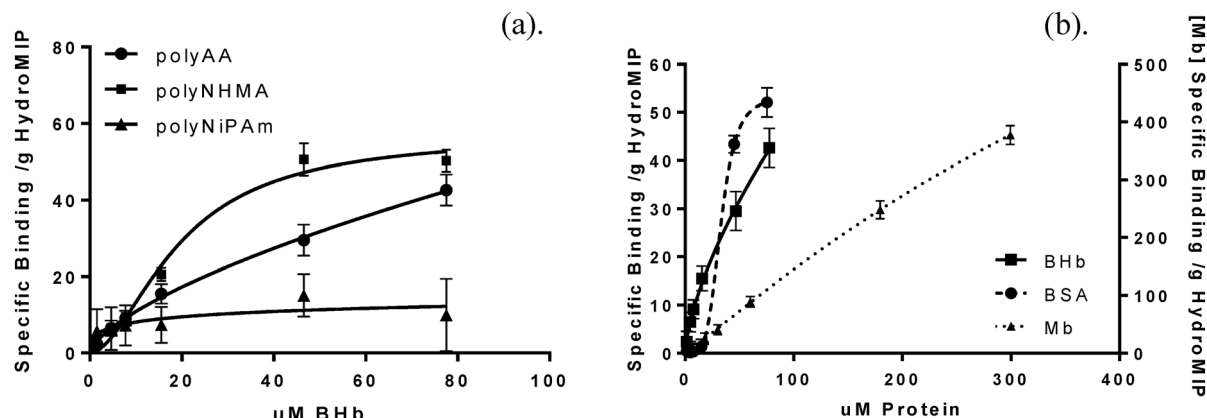 (a).
Specific Binding /g HydroMIP
80
60
40
20
0
polyAA
polyNHMA
polyNiPAm
0 20 40 60 80 100
uM BHb
(b).
Specific Binding /g HydroMIP
60
50
40
30
20
10
0
BHb
BSA
Mb
500
400
300
200
100
0
[Mb] Specific Binding /g HydroMIP
0 100 200 300 400
uM Protein